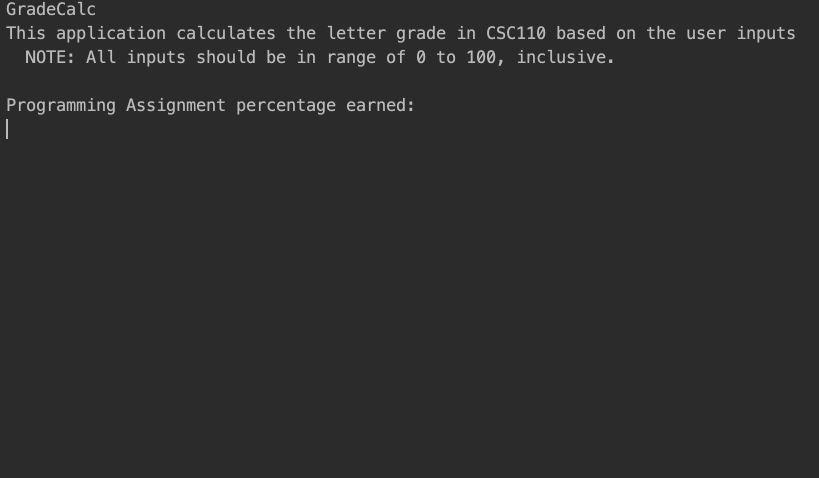 GradeCalc
This application calculates the letter grade in CSC110 based on the user inputs
NOTE: All inputs should be in range of 0 to 100, inclusive.
Programming Assignment percentage earned: